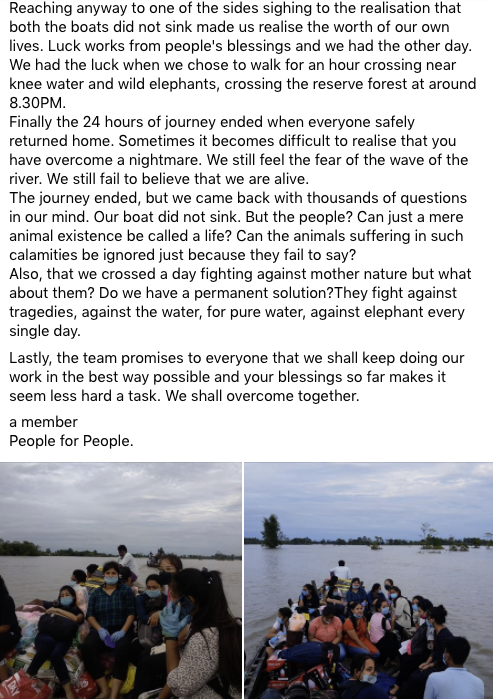 Reaching anyway to one of the sides sighing to the realisation that
both the boats did not sink made us realise the worth of our own
lives. Luck works from people's blessings and we had the other day.
We had the luck when we chose to walk for an hour crossing near
knee water and wild elephants, crossing the reserve forest at around
8.30PM.
Finally the 24 hours of journey ended when everyone safely
returned home. Sometimes it becomes difficult to realise that you
have overcome a nightmare. We still feel the fear of the wave of the
river. We still fail to believe that we are alive.
The journey ended, but we came back with thousands of questions
in our mind. Our boat did not sink. But the people? Can just a mere
animal existence be called a life? Can the animals suffering in such
calamities be ignored just because they fail to say?
Also, that we crossed a day fighting against mother nature but what
about them? Do we have a permanent solution?They fight against
tragedies, against the water, for pure water, against elephant every
single day.
Lastly, the team promises to everyone that we shall keep doing our
work in the best way possible and your blessings so far makes it
seem less hard a task. We shall overcome together.
a member
People for People.